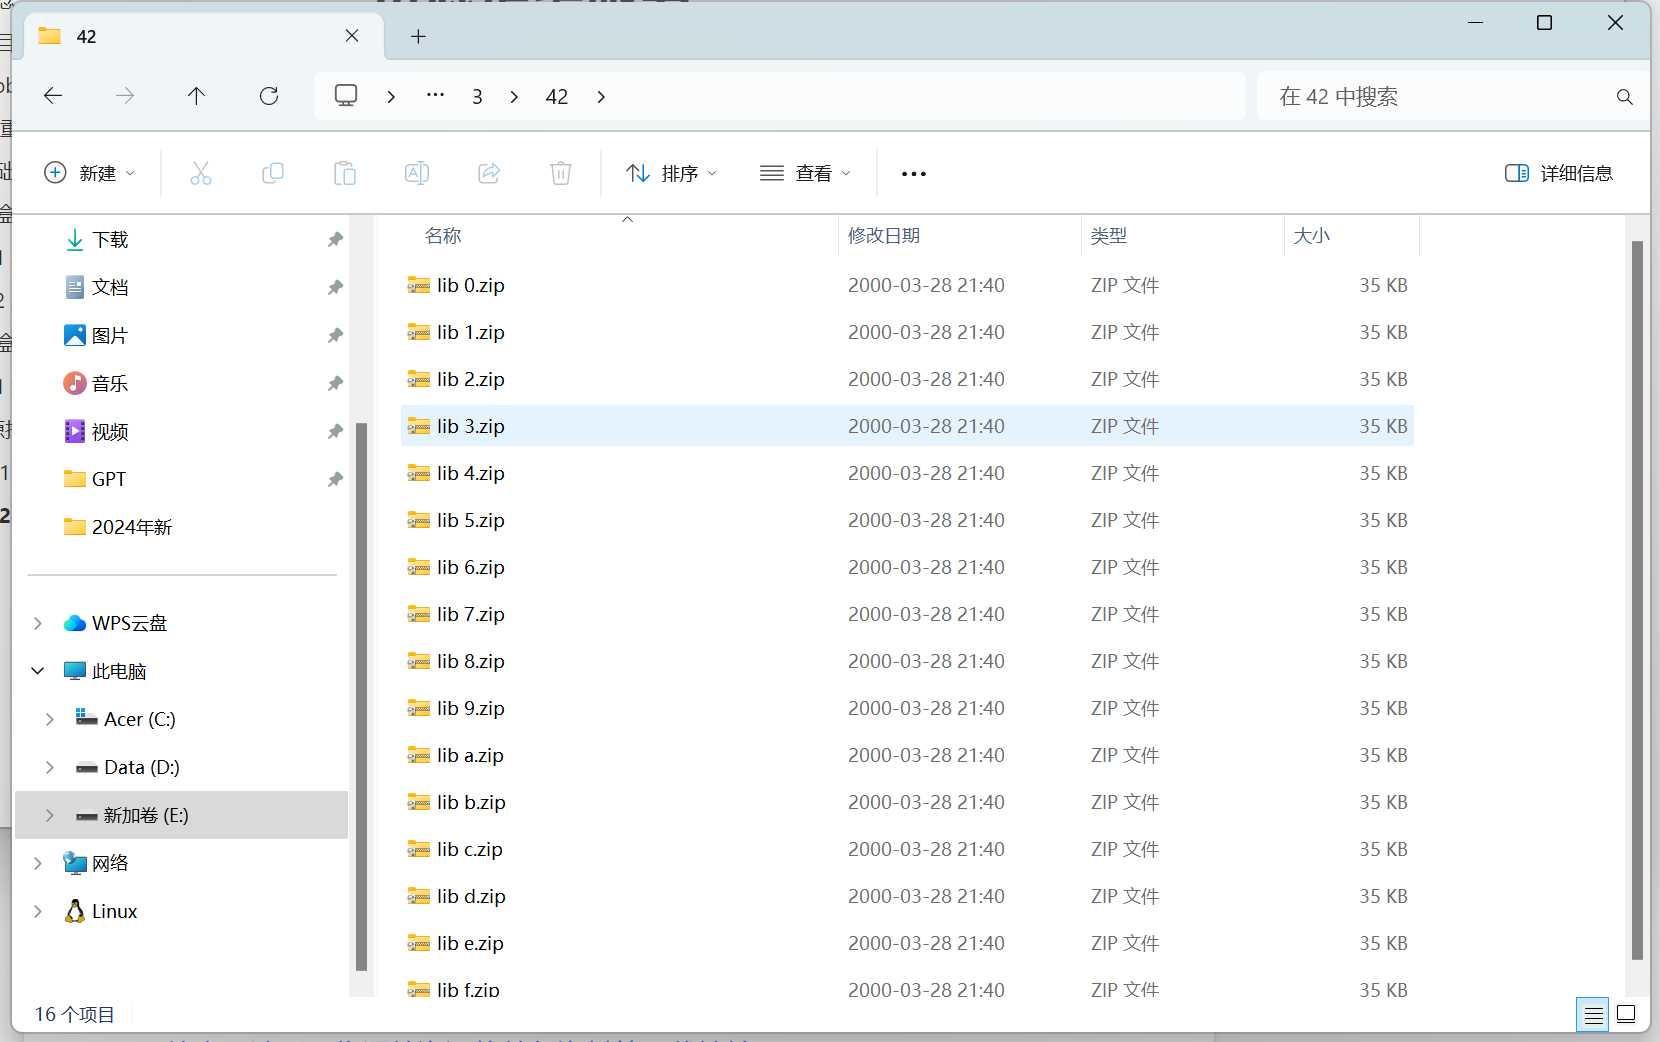 42
3
42
在 42 中搜索
新建
排序
查看
详细信息
下载
文档
图片
音乐
视频
GPT
2024年新
WPS云盘
此电脑
Acer (C:)
Data (D:)
新加卷 (E:)
网络
Linux
名称 修改日期 类型 大小
lib 0.zip 2000-03-28 21:40 ZIP 文件 35 KB
lib 1.zip 2000-03-28 21:40 ZIP 文件 35 KB
lib 2.zip 2000-03-28 21:40 ZIP 文件 35 KB
lib 3.zip 2000-03-28 21:40 ZIP 文件 35 KB
lib 4.zip 2000-03-28 21:40 ZIP 文件 35 KB
lib 5.zip 2000-03-28 21:40 ZIP 文件 35 KB
lib 6.zip 2000-03-28 21:40 ZIP 文件 35 KB
lib 7.zip 2000-03-28 21:40 ZIP 文件 35 KB
lib 8.zip 2000-03-28 21:40 ZIP 文件 35 KB
lib 9.zip 2000-03-28 21:40 ZIP 文件 35 KB
lib a.zip 2000-03-28 21:40 ZIP 文件 35 KB
lib b.zip 2000-03-28 21:40 ZIP 文件 35 KB
lib c.zip 2000-03-28 21:40 ZIP 文件 35 KB
lib d.zip 2000-03-28 21:40 ZIP 文件 35 KB
lib e.zip 2000-03-28 21:40 ZIP 文件 35 KB
lib f.zip 2000-03-28 21:40 ZIP 文件 35 KB
16 个项目